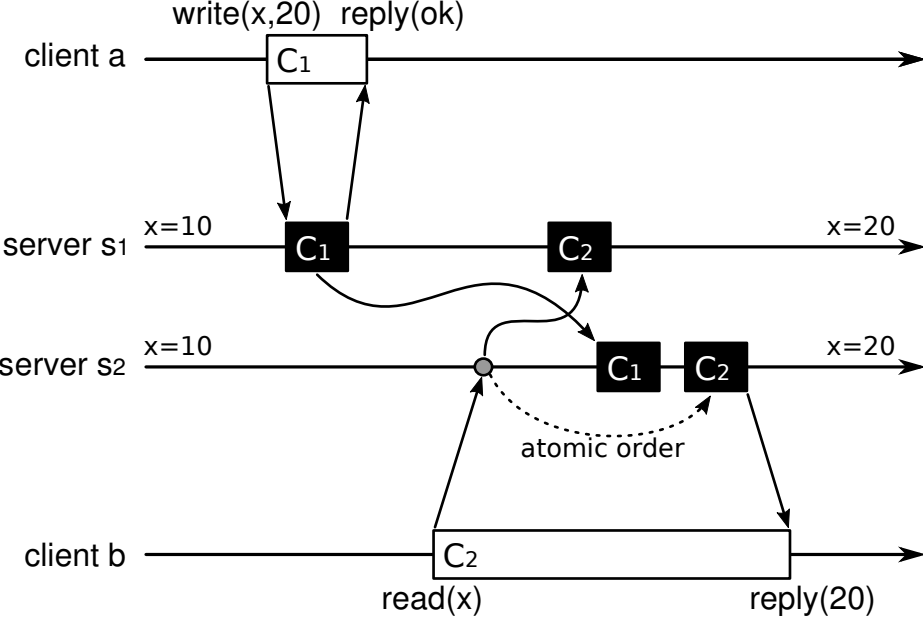 write(x,20) reply(ok)
client a
C1
x=10
x=20
server s1
C1
C2
x=10
x=20
server s2
C1
C2
atomic order
client b
C2
read(x)
reply(20)